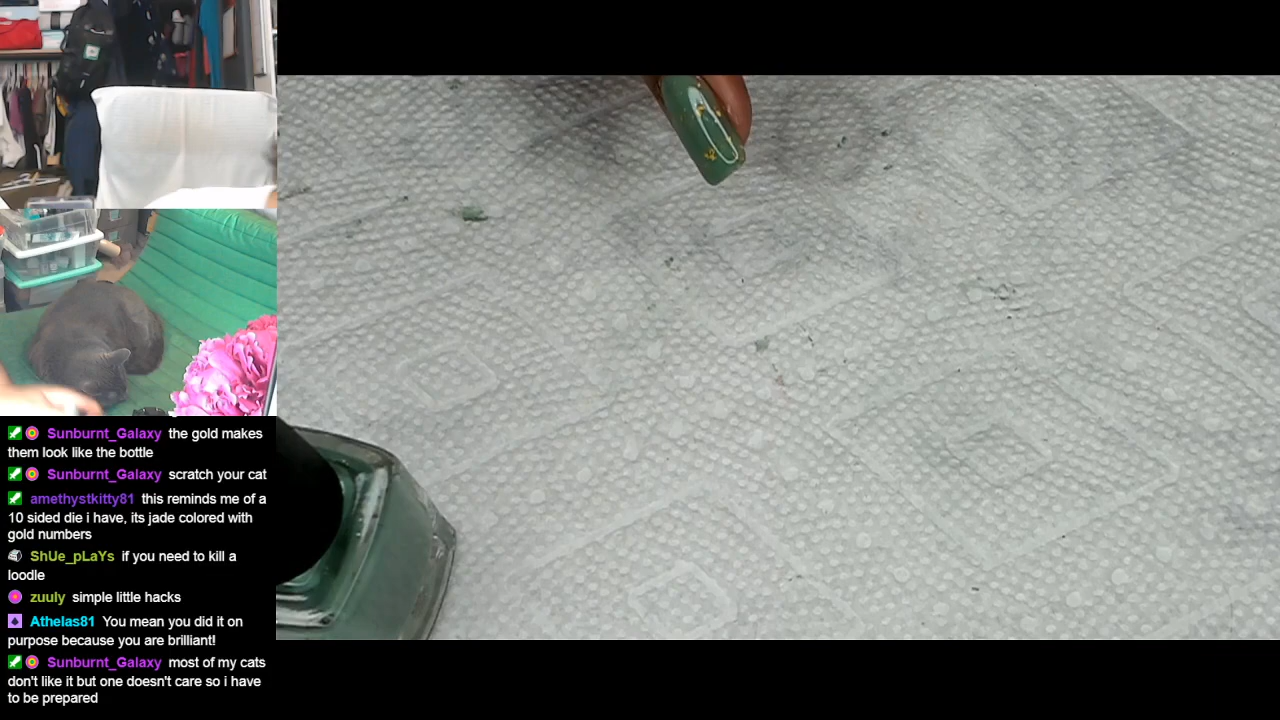 Sunburnt_Galaxy the gold makes
them look like the bottle
Sunburnt_Galaxy scratch your cat
amethystkitty81 this reminds me of a
10 sided die i have, its jade colored with
gold numbers
ShUe_pLaYs if you need to kill a
loodle
zuuly simple little hacks
Athelas81 You mean you did it on
purpose because you are brilliant!
Sunburnt_Galaxy most of my cats
don't like it but one doesn't care so i have
to be prepared